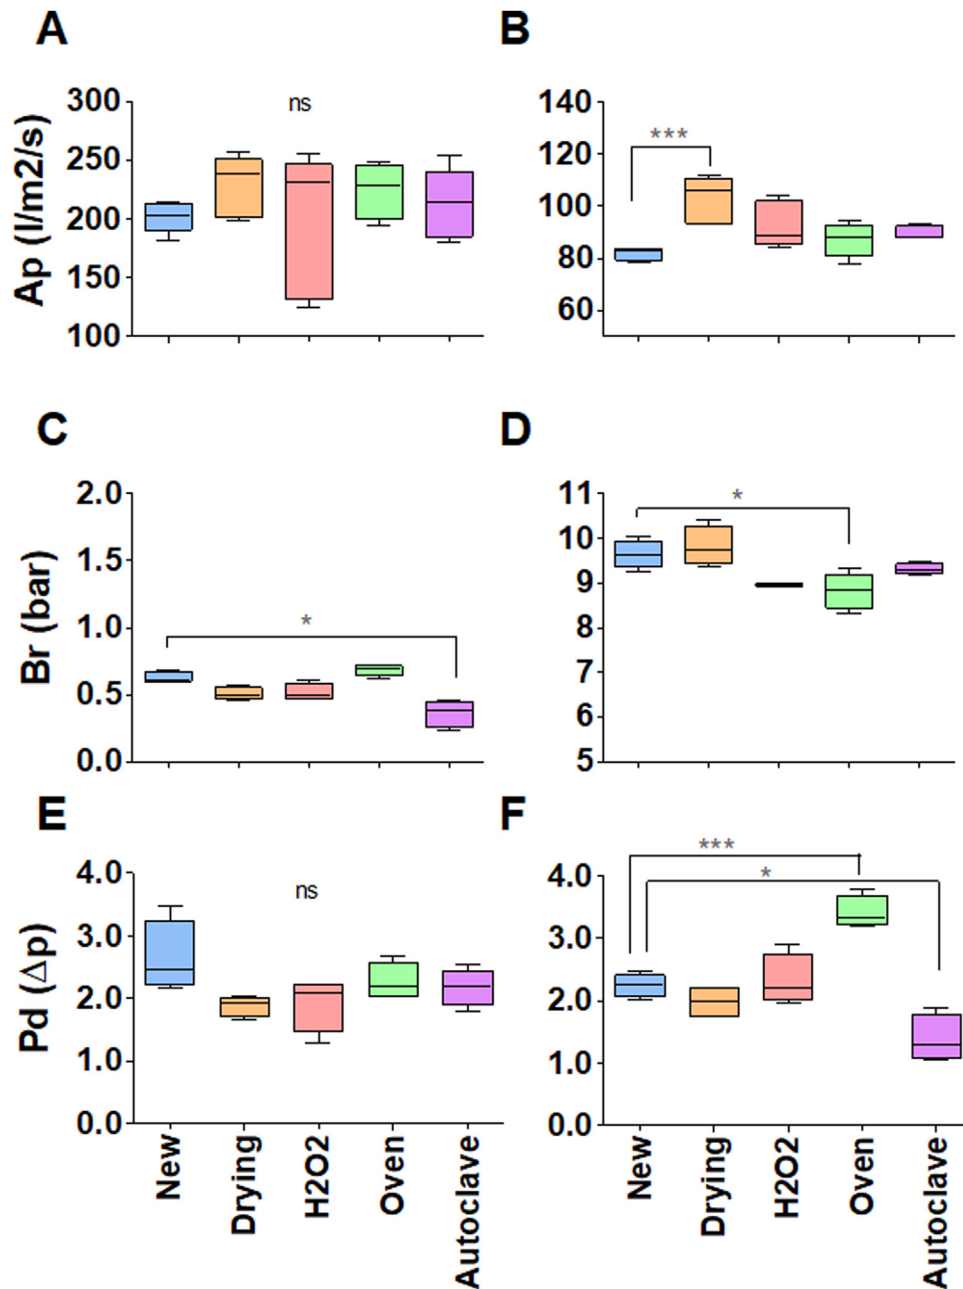 A
B
Ap (l/m2/s)
300
250
200
150
100
ns
140
120
100
80
60
***
C
D
Br (bar)
2.0
1.5
1.0
0.5
0.0
*
11
10
9
8
7
6
5
*
E
F
Pd (Δp)
4.0
3.0
2.0
1.0
0.0
ns
4.0
3.0
2.0
1.0
0.0
***
*
New
Drying
H2O2
Oven
Autoclave
New
Drying
H2O2
Oven
Autoclave